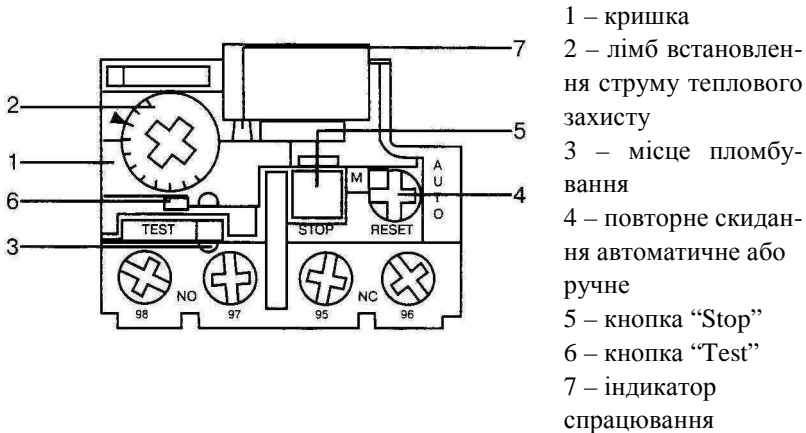 7
2
5
1
M
A
U
T
O
4
6
TEST
STOP
RESET
3
NO
NC
98
97
95
96
1 – кришка
2 – лімб встановлен-
ня струму теплового
захисту
3 – місце пломбу-
вання
4 – повторне скидан-
ня автоматичне або
ручне
5 – кнопка “Stop”
6 – кнопка “Test”
7 – індикатор
спрацювання